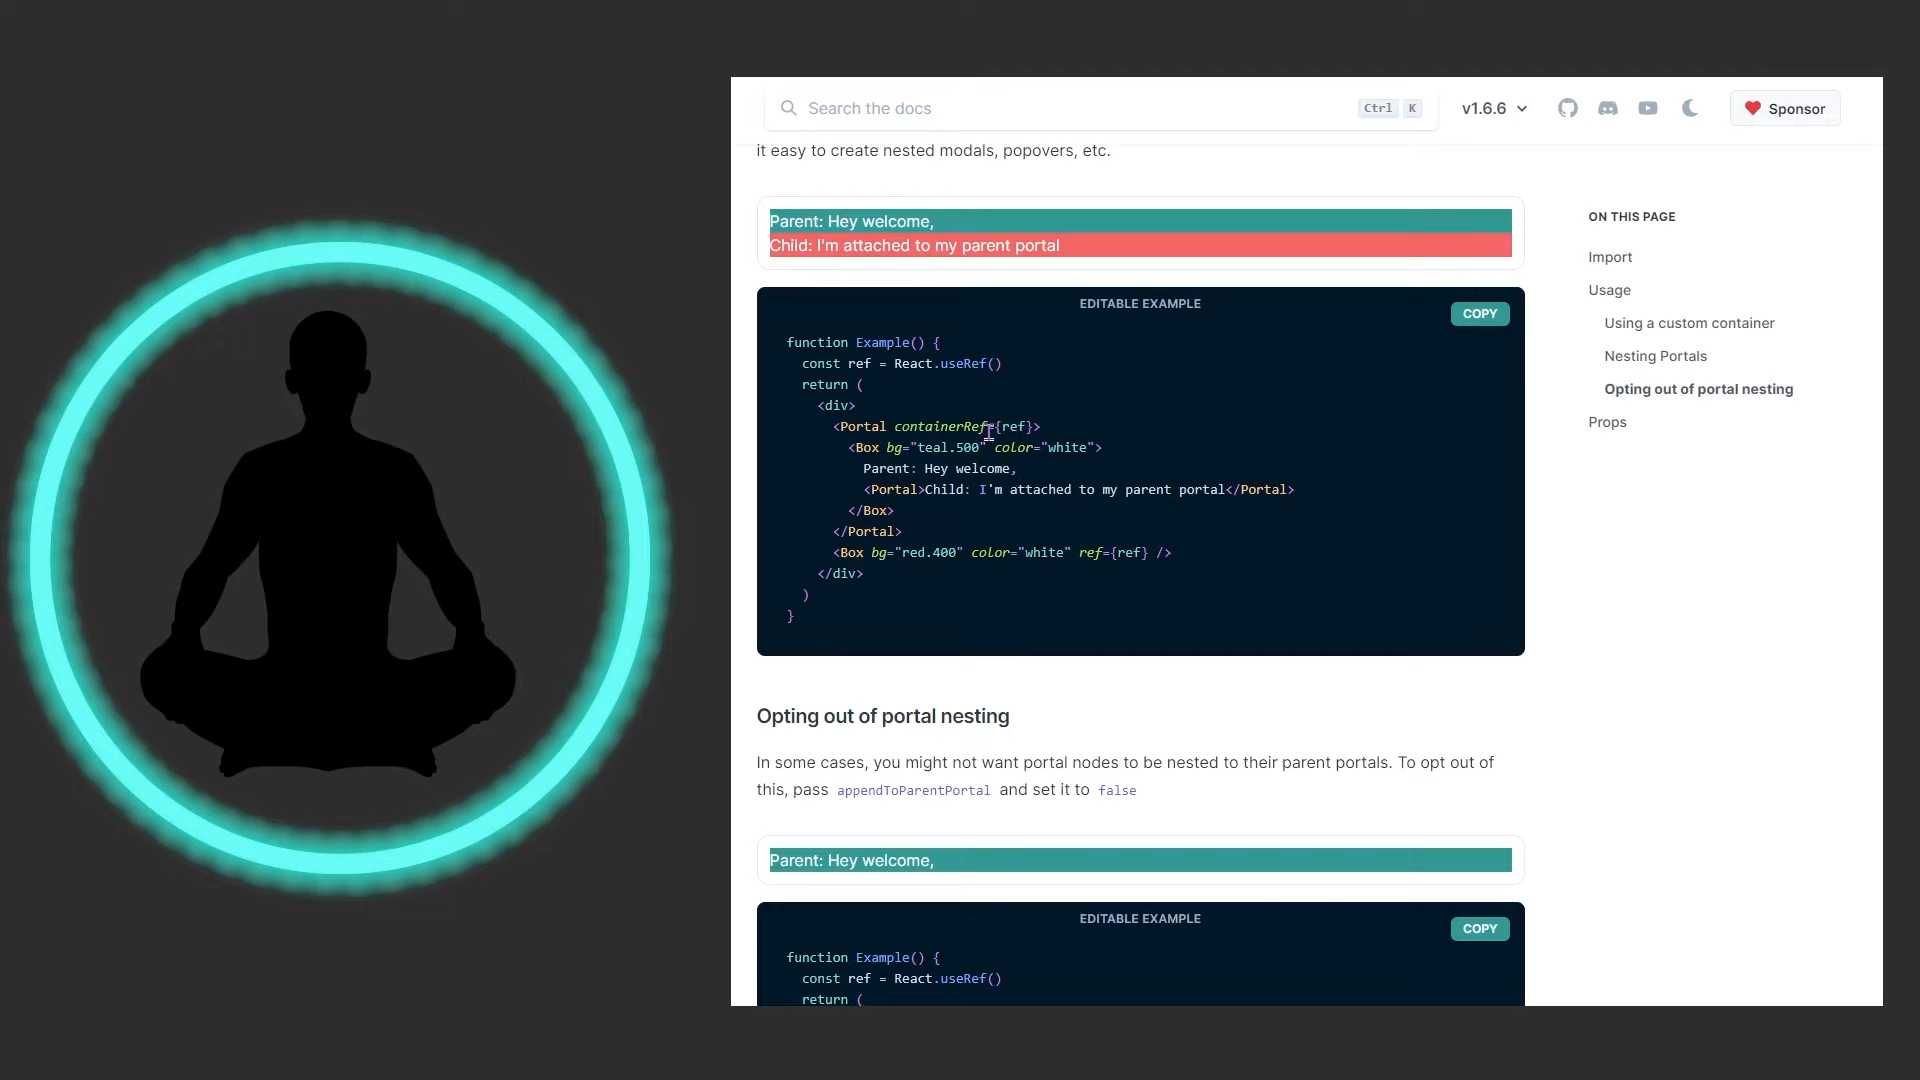 Search the docs Ctrl K v1.6.6 Sponsor
it easy to create nested modals, popovers, etc.
Parent: Hey welcome,
Child: I'm attached to my parent portal
EDITABLE EXAMPLE
COPY
function Example() {
  const ref = React.useRef()
  return (
    <div>
      <Portal containerRef={ref}>
        <Box bg="teal.500" color="white">
          Parent: Hey welcome,
          <Portal>Child: I'm attached to my parent portal</Portal>
        </Box>
      </Portal>
      <Box bg="red.400" color="white" ref={ref} />
    </div>
  )
}
Opting out of portal nesting
In some cases, you might not want portal nodes to be nested to their parent portals. To opt out of
this, pass appendToParentPortal and set it to false
Parent: Hey welcome,
EDITABLE EXAMPLE
COPY
function Example() {
  const ref = React.useRef()
  return (
ON THIS PAGE
Import
Usage
Using a custom container
Nesting Portals
Opting out of portal nesting
Props